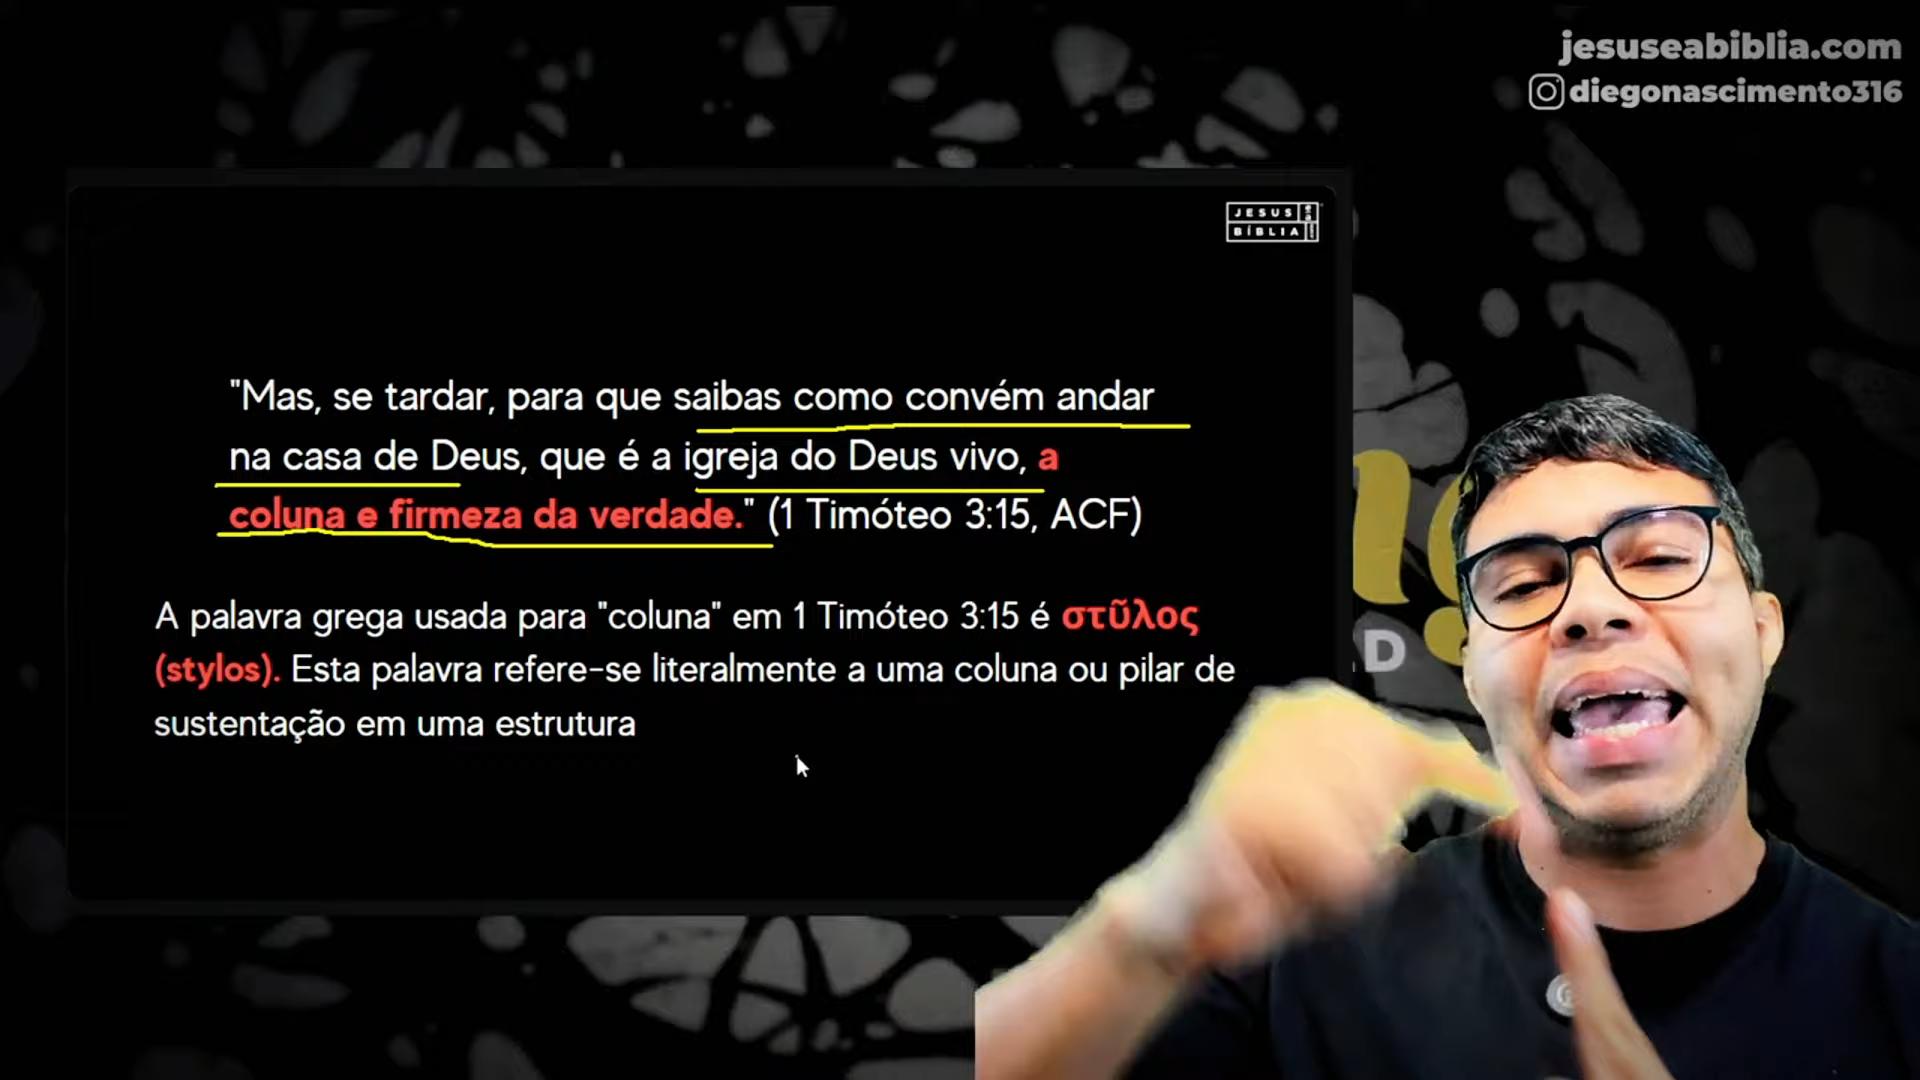 jesuseabiblia.com
diegonascimento316
JESUS
BÍBLIA
"Mas, se tardar, para que saibas como convém andar
na casa de Deus, que é a igreja do Deus vivo, a
coluna e firmeza da verdade." (1 Timóteo 3:15, ACF)
A palavra grega usada para "coluna" em 1 Timóteo 3:15 é στῦλος
(stylos). Esta palavra refere-se literalmente a uma coluna ou pilar de
sustentação em uma estrutura
D